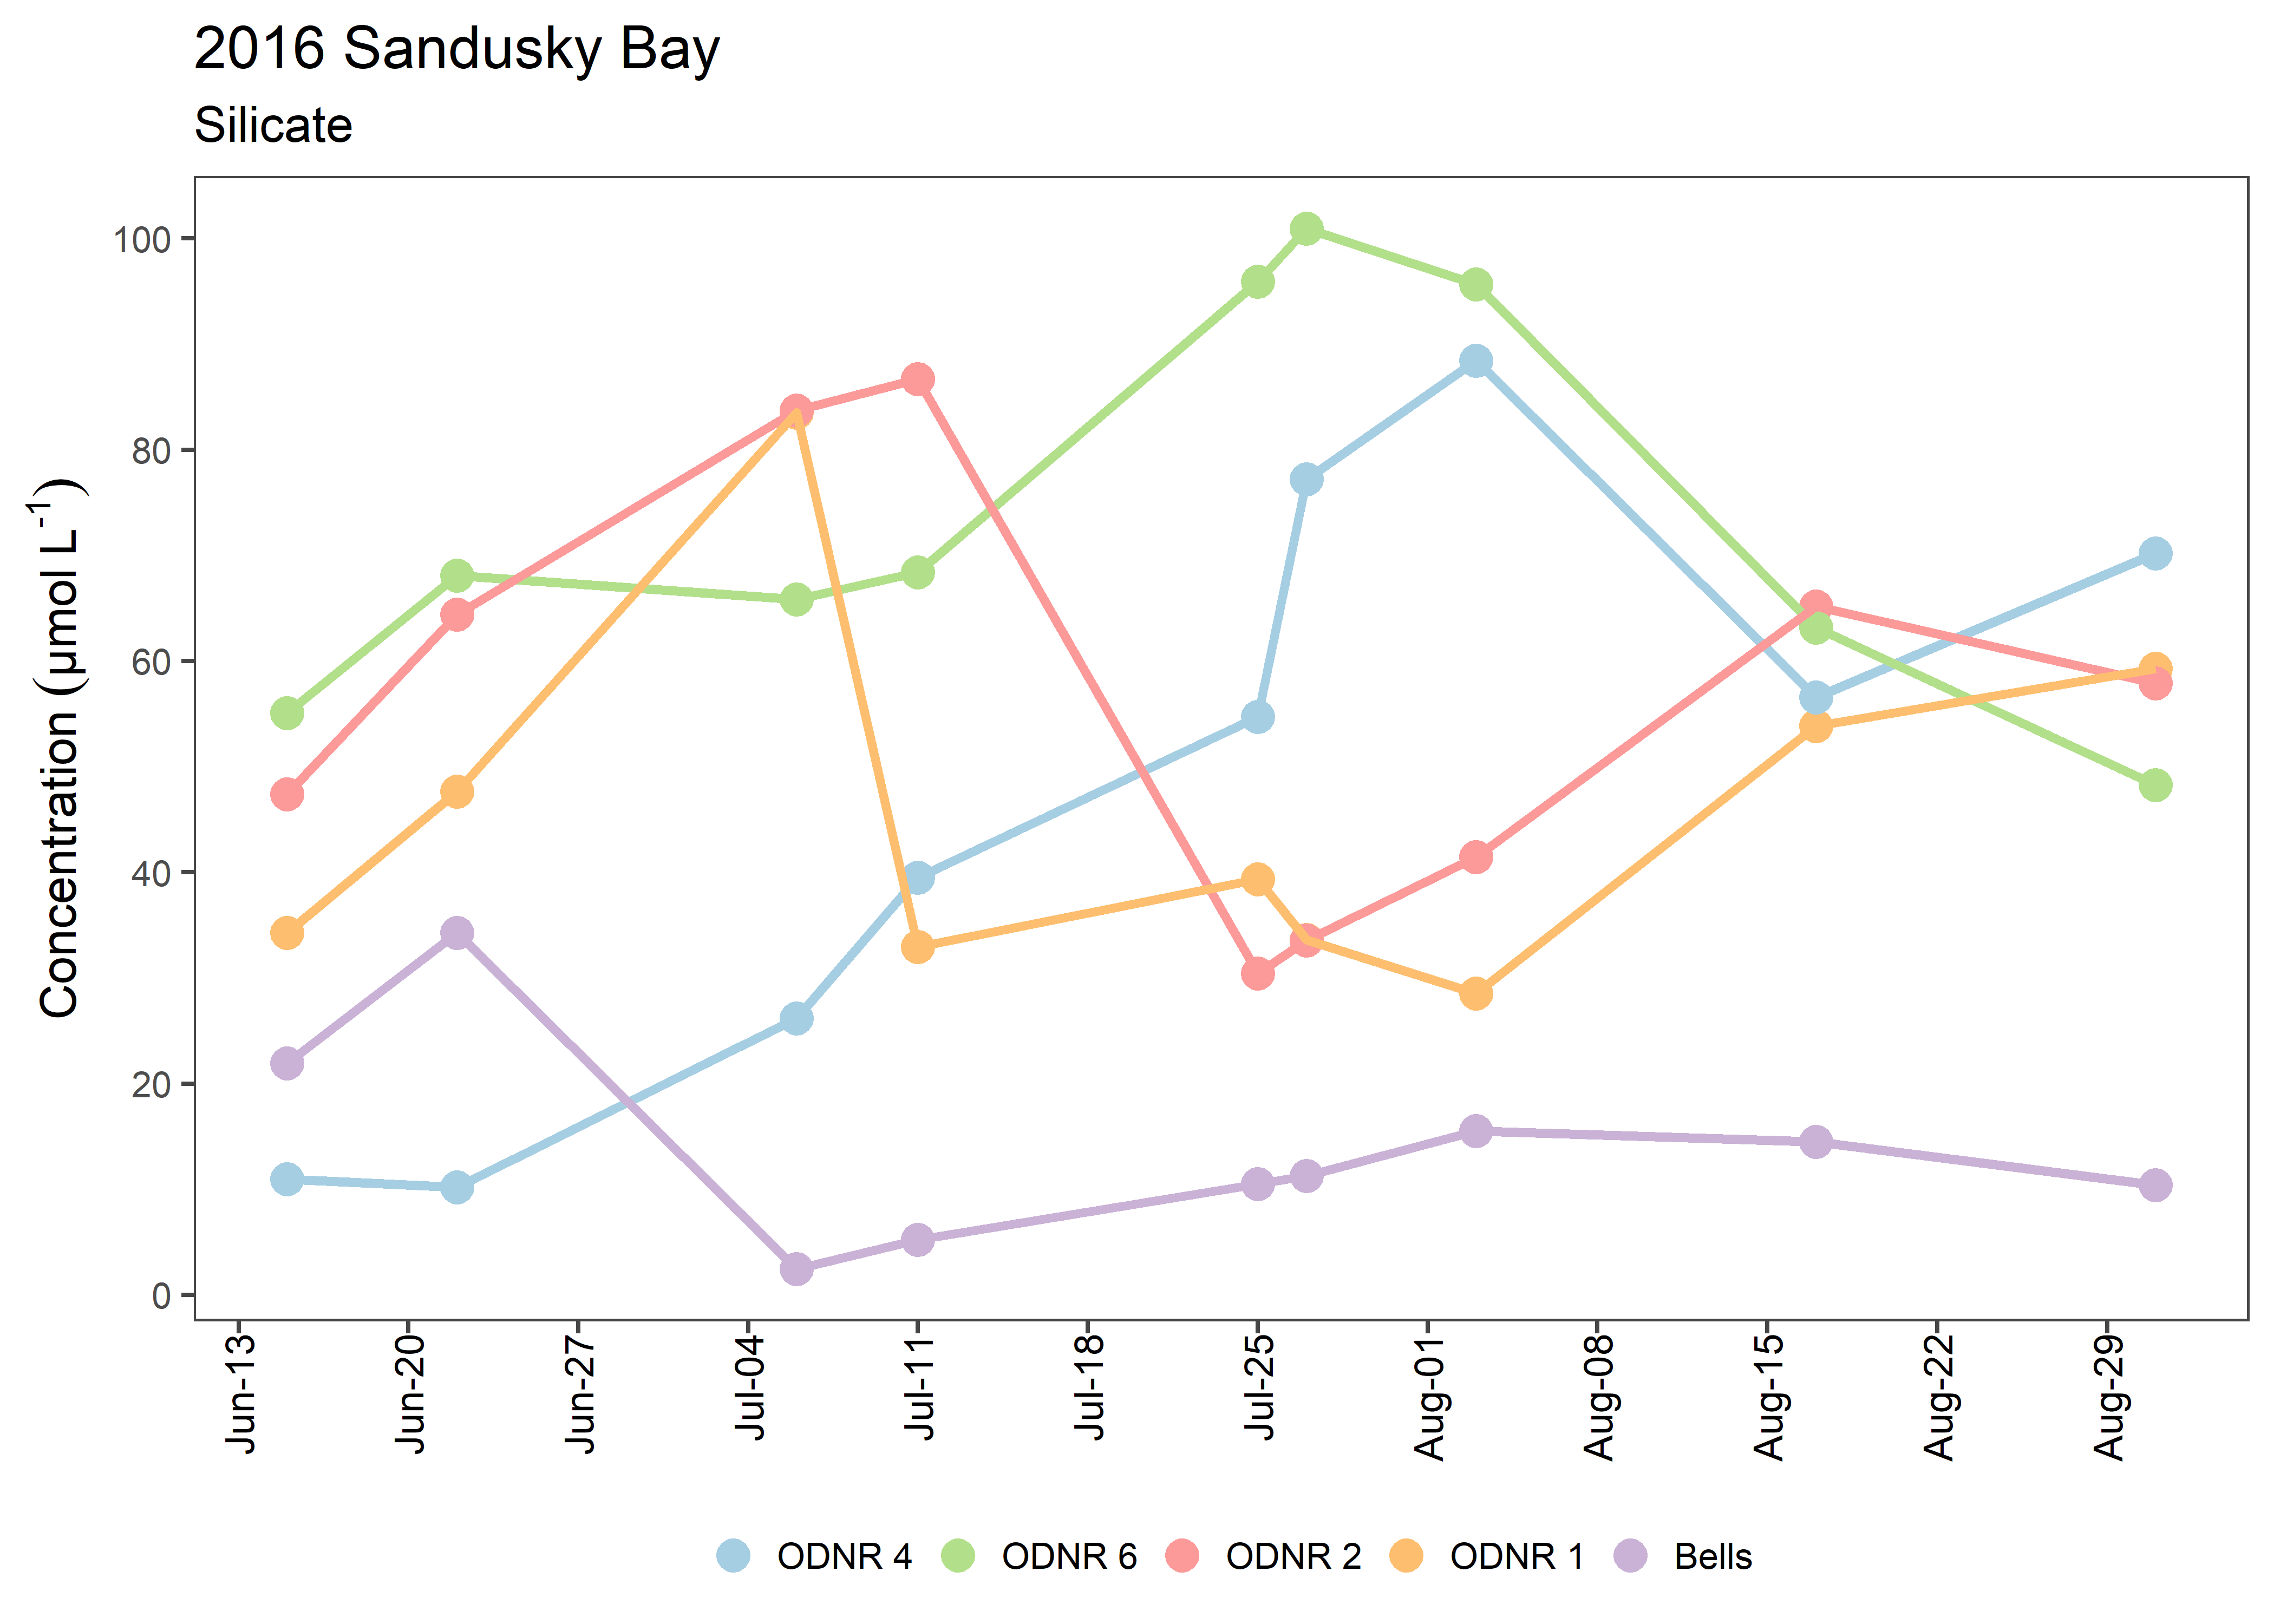 2016 Sandusky Bay
Silicate
Concentration (µmol L⁻¹)
100
80
60
40
20
0
Jun-13
Jun-20
Jun-27
Jul-04
Jul-11
Jul-18
Jul-25
Aug-01
Aug-08
Aug-15
Aug-22
Aug-29
ODNR 4 ODNR 6 ODNR 2 ODNR 1 Bells